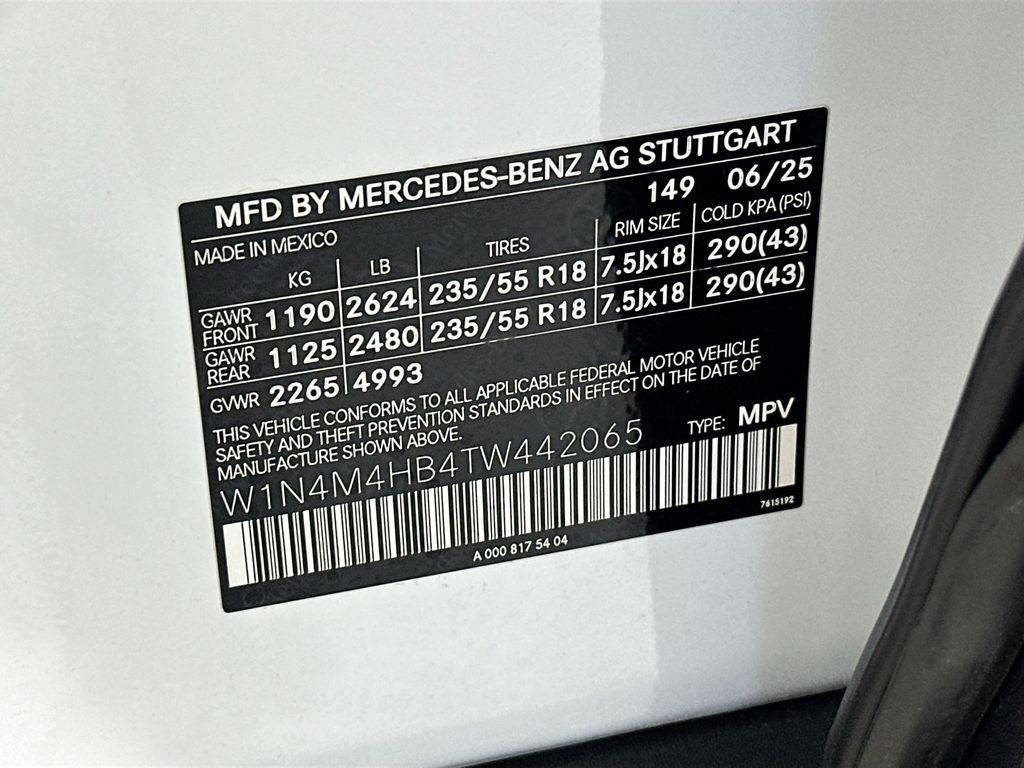 MFD BY MERCEDES-BENZ AG STUTTGART
MADE IN MEXICO 149 06/25
KG LB TIRES RIM SIZE COLD KPA (PSI)
GAWR FRONT 1190 2624 235/55 R18 7.5Jx18 290(43)
GAWR REAR 1125 2480 235/55 R18 7.5Jx18 290(43)
GVWR 2265 4993
THIS VEHICLE CONFORMS TO ALL APPLICABLE FEDERAL MOTOR VEHICLE
SAFETY AND THEFT PREVENTION STANDARDS IN EFFECT ON THE DATE OF
MANUFACTURE SHOWN ABOVE.
W1N4M4HB4TW442065 TYPE: MPV
7615192
A 000 817 54 04